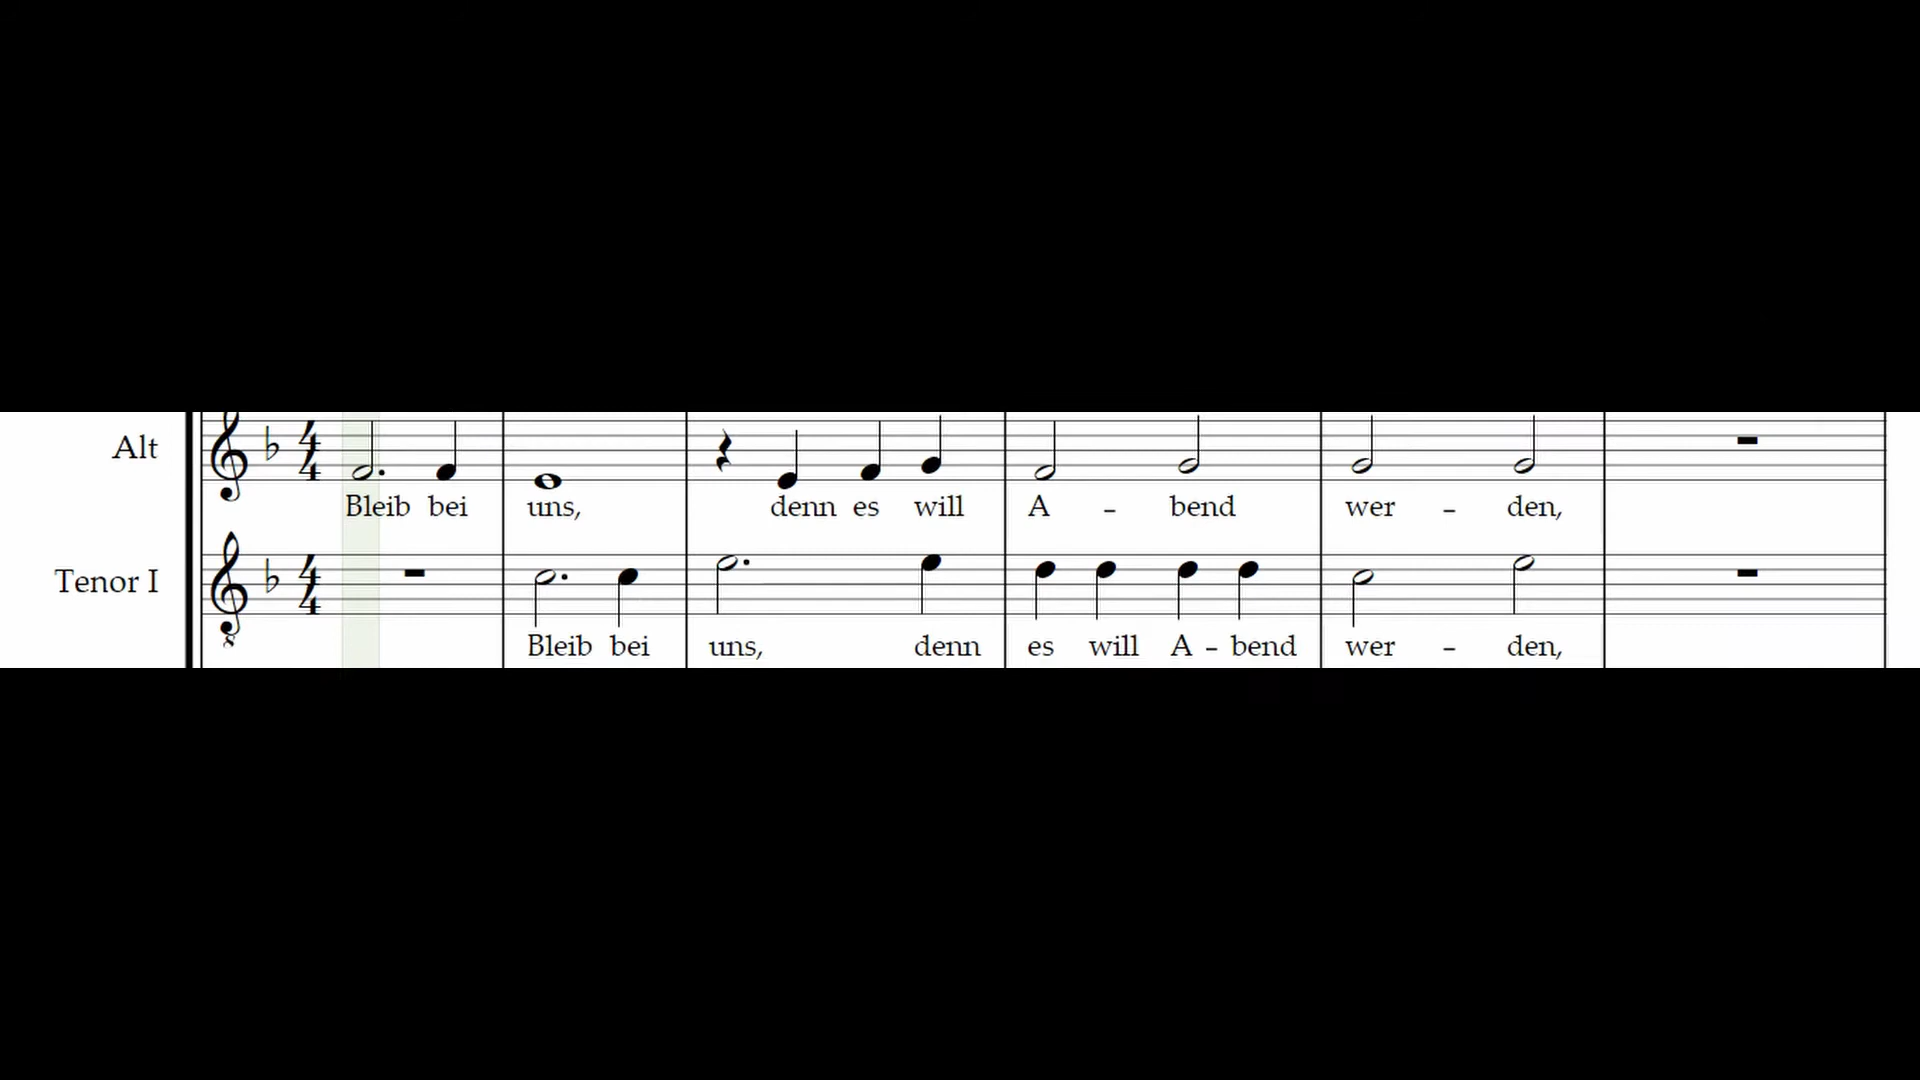 Alt
Bleib bei uns, denn es will A - bend wer - den,
Tenor I
Bleib bei uns, denn es will A - bend wer - den,